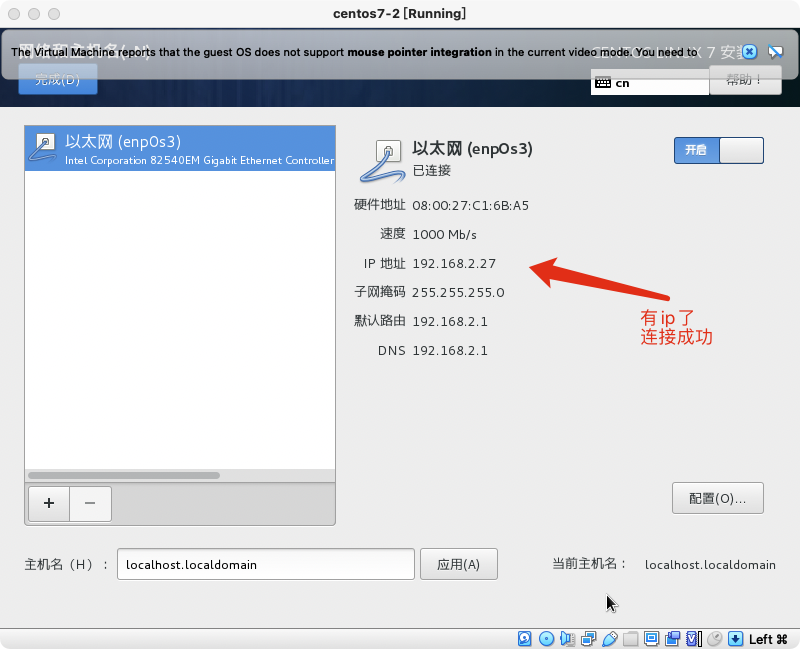 centos7-2 [Running]
The Virtual Machine reports that the guest OS does not support mouse pointer integration in the current video mode. You need to
CENTOS LINUX 7 安装
完成(D)
cn
帮助！
以太网 (enp0s3)
Intel Corporation 82540EM Gigabit Ethernet Controller
以太网 (enp0s3)
已连接
开启
硬件地址 08:00:27:C1:6B:A5
速度 1000 Mb/s
IP 地址 192.168.2.27
子网掩码 255.255.255.0
默认路由 192.168.2.1
DNS 192.168.2.1
有ip了
连接成功
+ −
配置(O)...
主机名（H）：
localhost.localdomain
应用(A)
当前主机名：
localhost.localdomain
Left ⌘